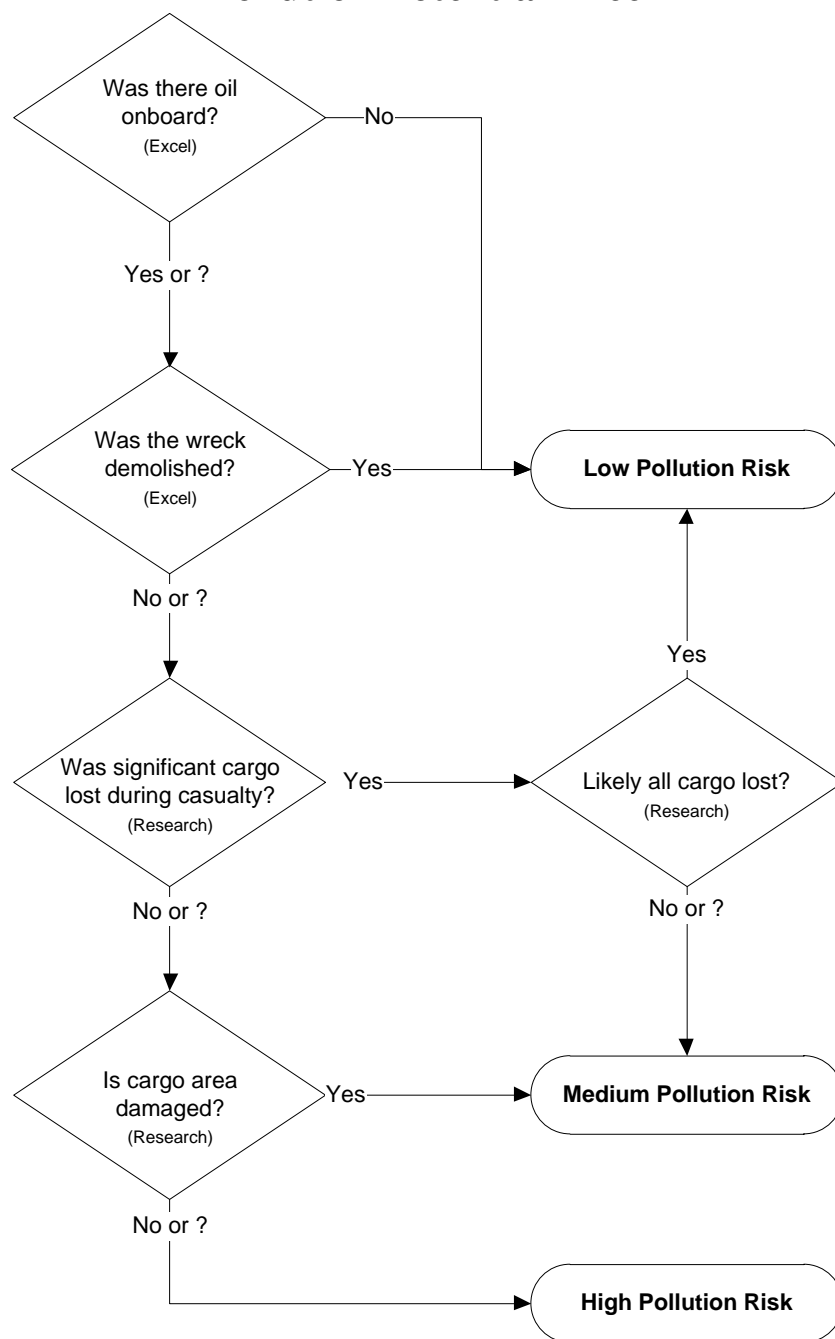 Was there oil
onboard?
(Excel)
No
Yes or ?
Was the wreck
demolished?
(Excel)
Yes
Low Pollution Risk
No or ?
Yes
Was significant cargo
lost during casualty?
(Research)
Yes
Likely all cargo lost?
(Research)
No or ?
No or ?
Is cargo area
damaged?
(Research)
Yes
Medium Pollution Risk
No or ?
High Pollution Risk